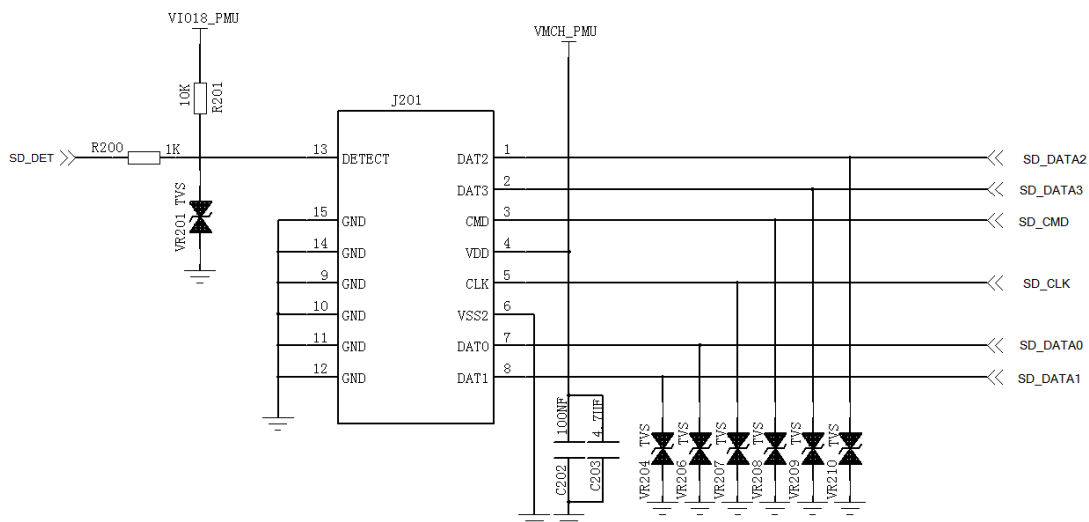 VIO18_PMU
VMCH_PMU
10K
R201
J201
SD_DET
R200
1K
13
DETECT
DAT2
1
SD_DATA2
DAT3
2
SD_DATA3
VR201 TVS
15
GND
CMD
3
SD_CMD
14
GND
VDD
4
9
GND
CLK
5
SD_CLK
10
GND
VSS2
6
11
GND
DAT0
7
SD_DATA0
12
GND
DAT1
8
SD_DATA1
C202
100NF
C203
4.7UF
VR204 TVS
VR206 TVS
VR207 TVS
VR208 TVS
VR209 TVS
VR210 TVS